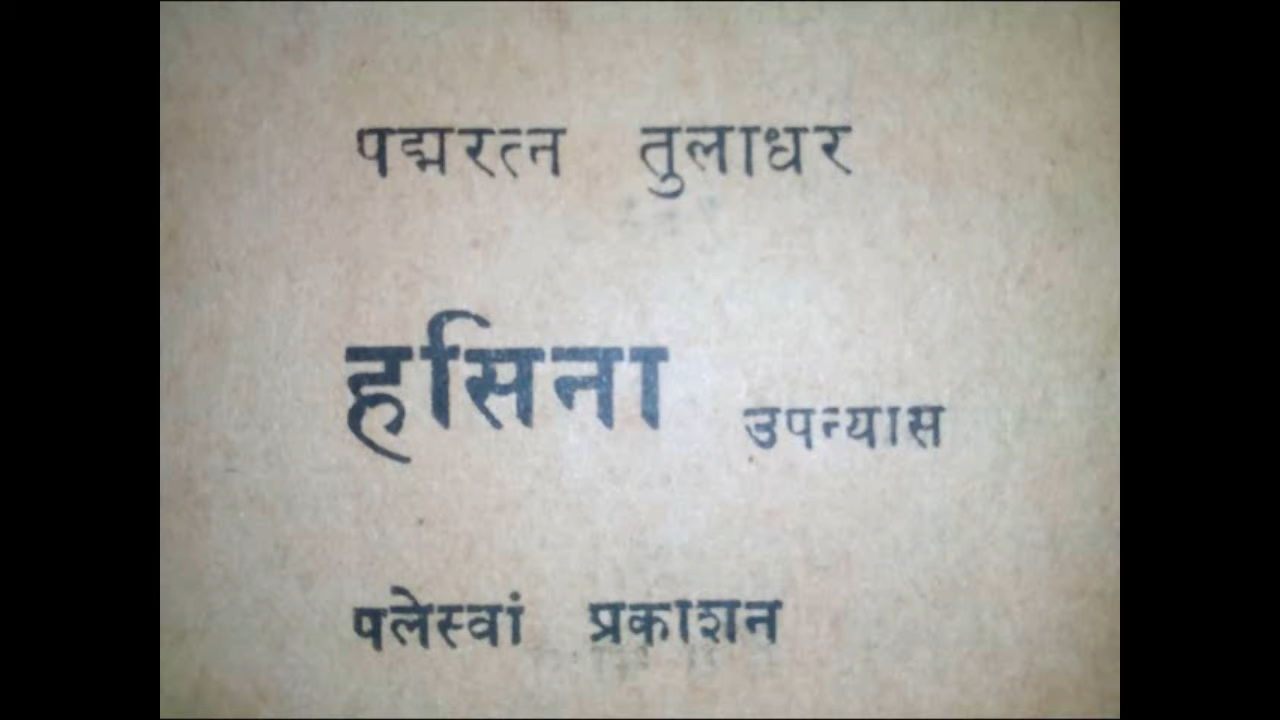 पद्मरत्न तुलाधर
हसिना उपन्यास
पलेस्वां प्रकाशन